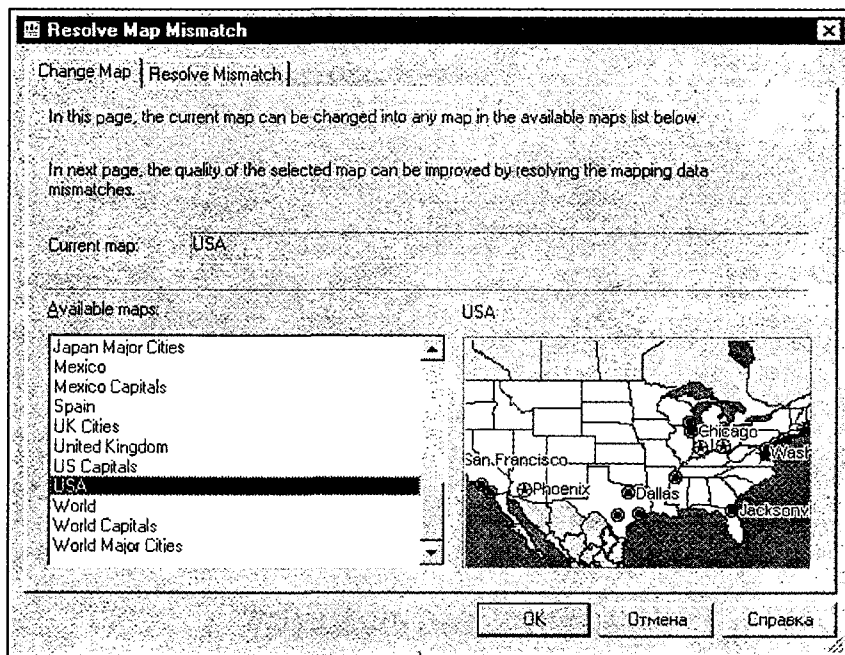 Resolve Map Mismatch
Change Map
Resolve Mismatch
In this page, the current map can be changed into any map in the available maps list below.
In next page, the quality of the selected map can be improved by resolving the mapping data
mismatches.
Current map:
USA
Available maps:
USA
Japan Major Cities
Mexico
Mexico Capitals
Spain
UK Cities
United Kingdom
US Capitals
USA
World
World Capitals
World Major Cities
Chicago
Wash
San Francisco
Phoenix
Dallas
Jacksonvi
OK
Отмена
Справка